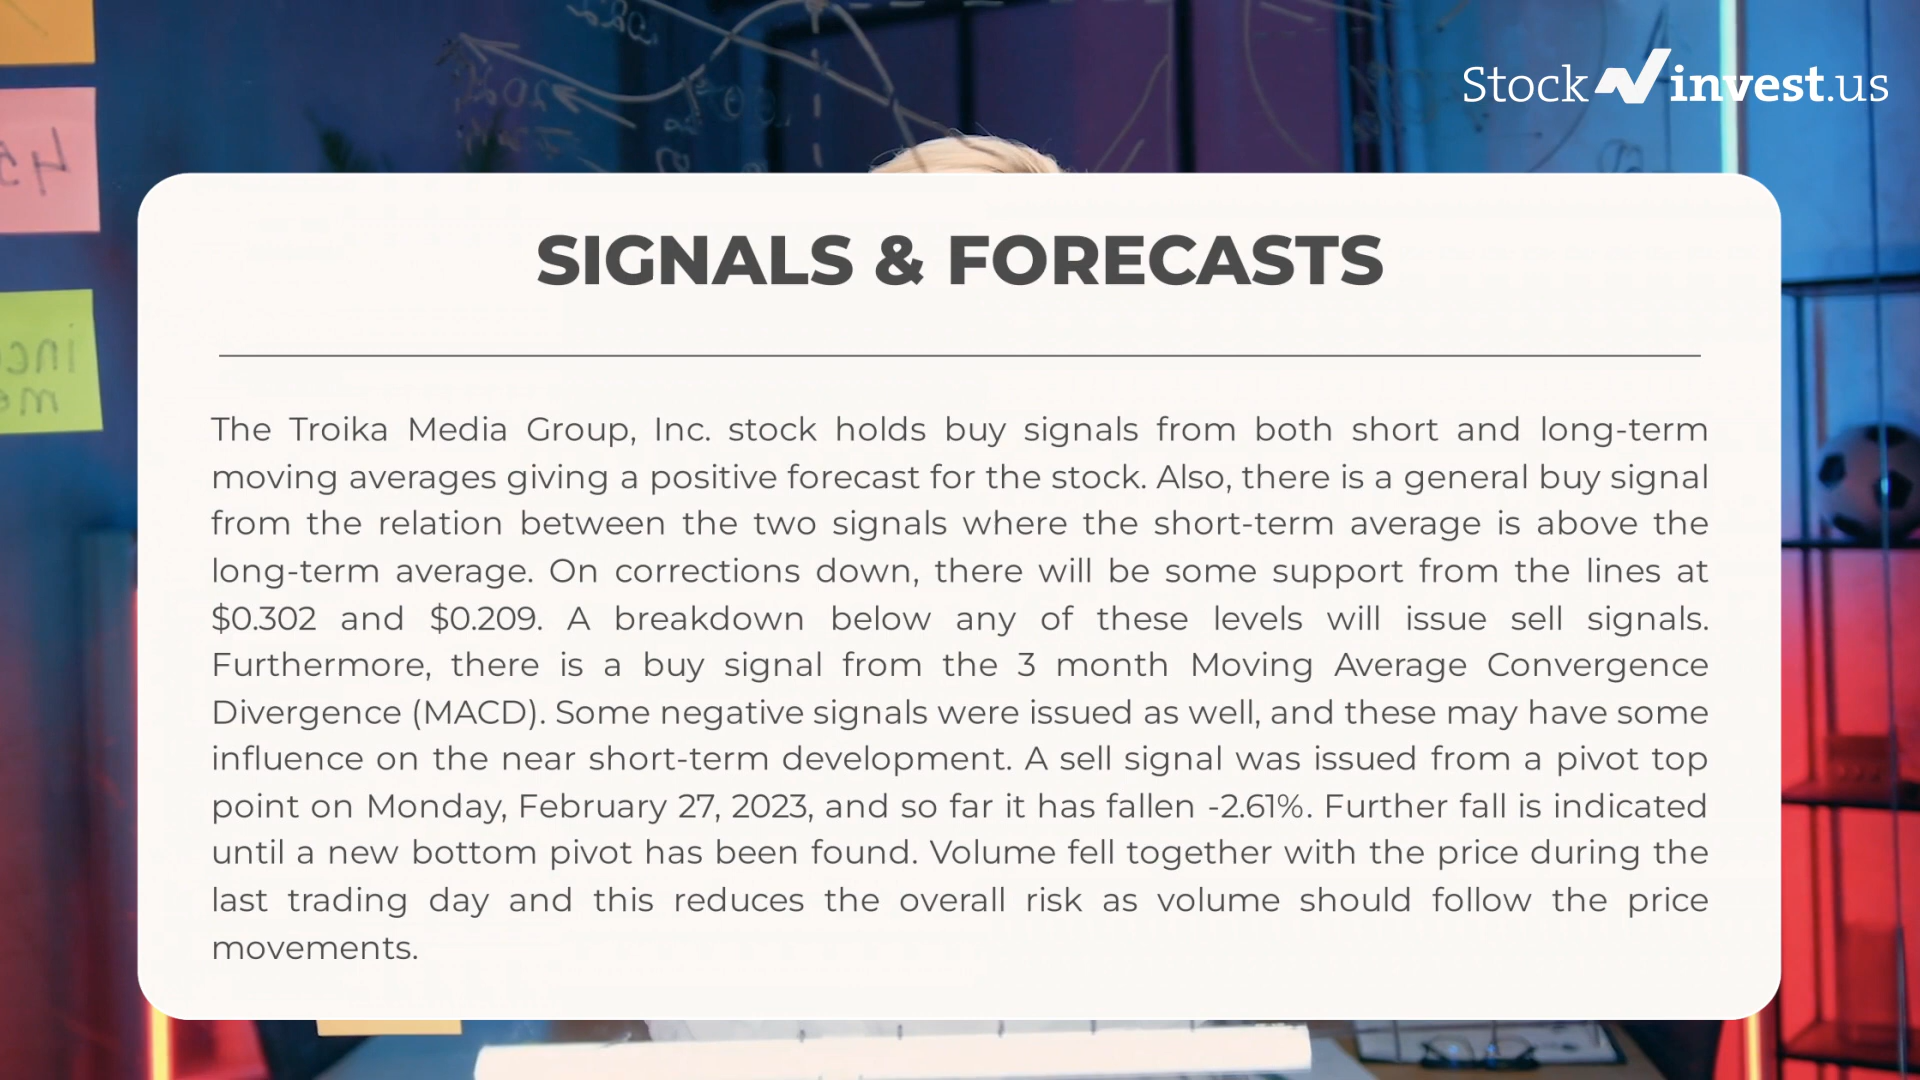 Stock invest.us
SIGNALS & FORECASTS
The Troika Media Group, Inc. stock holds buy signals from both short and long-term
moving averages giving a positive forecast for the stock. Also, there is a general buy signal
from the relation between the two signals where the short-term average is above the
long-term average. On corrections down, there will be some support from the lines at
$0.302 and $0.209. A breakdown below any of these levels will issue sell signals.
Furthermore, there is a buy signal from the 3 month Moving Average Convergence
Divergence (MACD). Some negative signals were issued as well, and these may have some
influence on the near short-term development. A sell signal was issued from a pivot top
point on Monday, February 27, 2023, and so far it has fallen -2.61%. Further fall is indicated
until a new bottom pivot has been found. Volume fell together with the price during the
last trading day and this reduces the overall risk as volume should follow the price
movements.